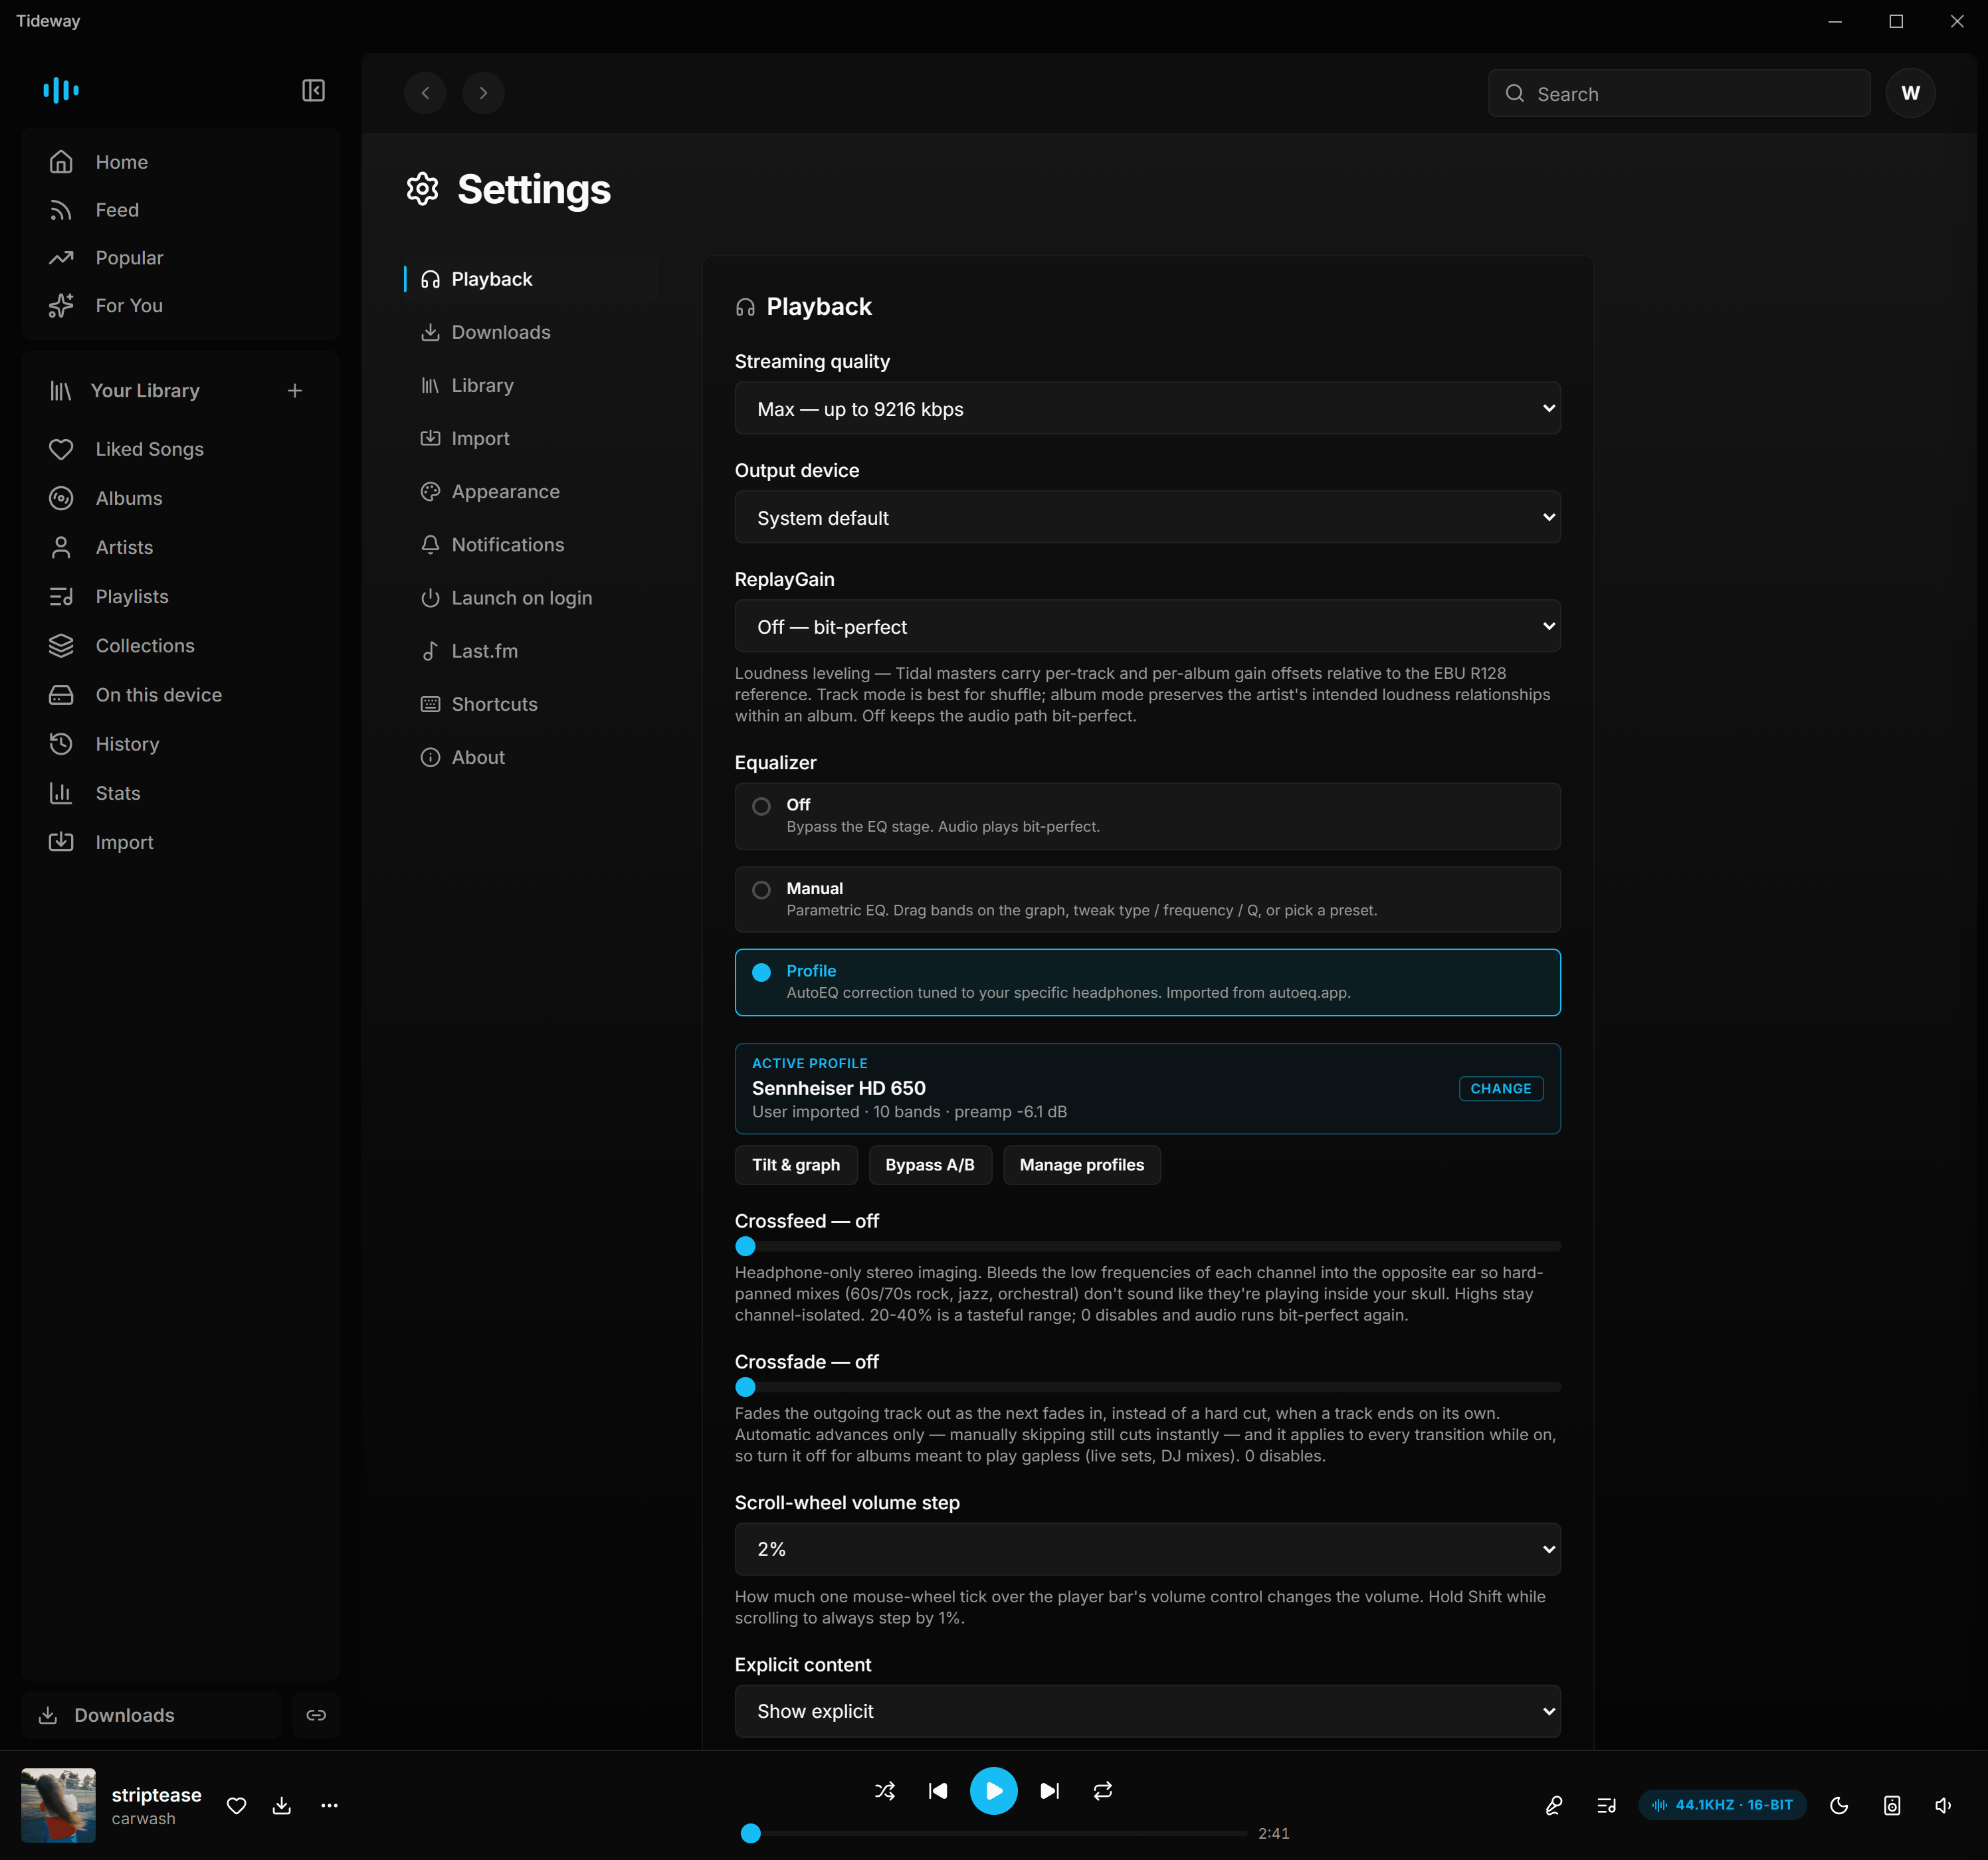 Tideway
Search
W
Home
Feed
Popular
For You
Your Library
Liked Songs
Albums
Artists
Playlists
Collections
On this device
History
Stats
Import
Downloads
Settings
Playback
Downloads
Library
Import
Appearance
Notifications
Launch on login
Last.fm
Shortcuts
About
Playback
Streaming quality
Max — up to 9216 kbps
Output device
System default
ReplayGain
Off — bit-perfect
Loudness leveling — Tidal masters carry per-track and per-album gain offsets relative to the EBU R128
reference. Track mode is best for shuffle; album mode preserves the artist's intended loudness relationships
within an album. Off keeps the audio path bit-perfect.
Equalizer
Off
Bypass the EQ stage. Audio plays bit-perfect.
Manual
Parametric EQ. Drag bands on the graph, tweak type / frequency / Q, or pick a preset.
Profile
AutoEQ correction tuned to your specific headphones. Imported from autoeq.app.
ACTIVE PROFILE
Sennheiser HD 650
User imported · 10 bands · preamp -6.1 dB
CHANGE
Tilt & graph
Bypass A/B
Manage profiles
Crossfeed — off
Headphone-only stereo imaging. Bleeds the low frequencies of each channel into the opposite ear so hard-
panned mixes (60s/70s rock, jazz, orchestral) don't sound like they're playing inside your skull. Highs stay
channel-isolated. 20-40% is a tasteful range; 0 disables and audio runs bit-perfect again.
Crossfade — off
Fades the outgoing track out as the next fades in, instead of a hard cut, when a track ends on its own.
Automatic advances only — manually skipping still cuts instantly — and it applies to every transition while on,
so turn it off for albums meant to play gapless (live sets, DJ mixes). 0 disables.
Scroll-wheel volume step
2%
How much one mouse-wheel tick over the player bar's volume control changes the volume. Hold Shift while
scrolling to always step by 1%.
Explicit content
Show explicit
striptease
carwash
2:41
44.1KHZ · 16-BIT